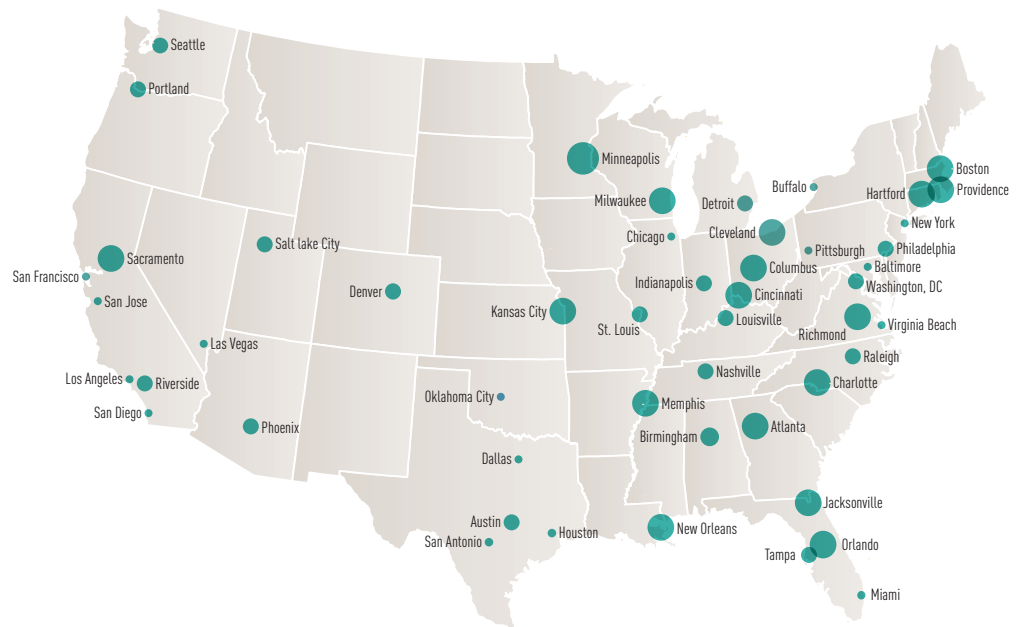 Seattle
Portland
Minneapolis
Boston
Buffalo
Providence
Hartford
Milwaukee
Detroit
New York
Cleveland
Chicago
Philadelphia
Pittsburgh
Salt lake City
Sacramento
Columbus
Baltimore
San Francisco
Indianapolis
Washington, DC
Denver
Cincinnati
San Jose
Kansas City
Louisville
St. Louis
Virginia Beach
Richmond
Las Vegas
Raleigh
Nashville
Los Angeles
Riverside
Charlotte
Oklahoma City
Memphis
San Diego
Phoenix
Atlanta
Birmingham
Dallas
Jacksonville
Austin
New Orleans
Houston
San Antonio
Orlando
Tampa
Miami